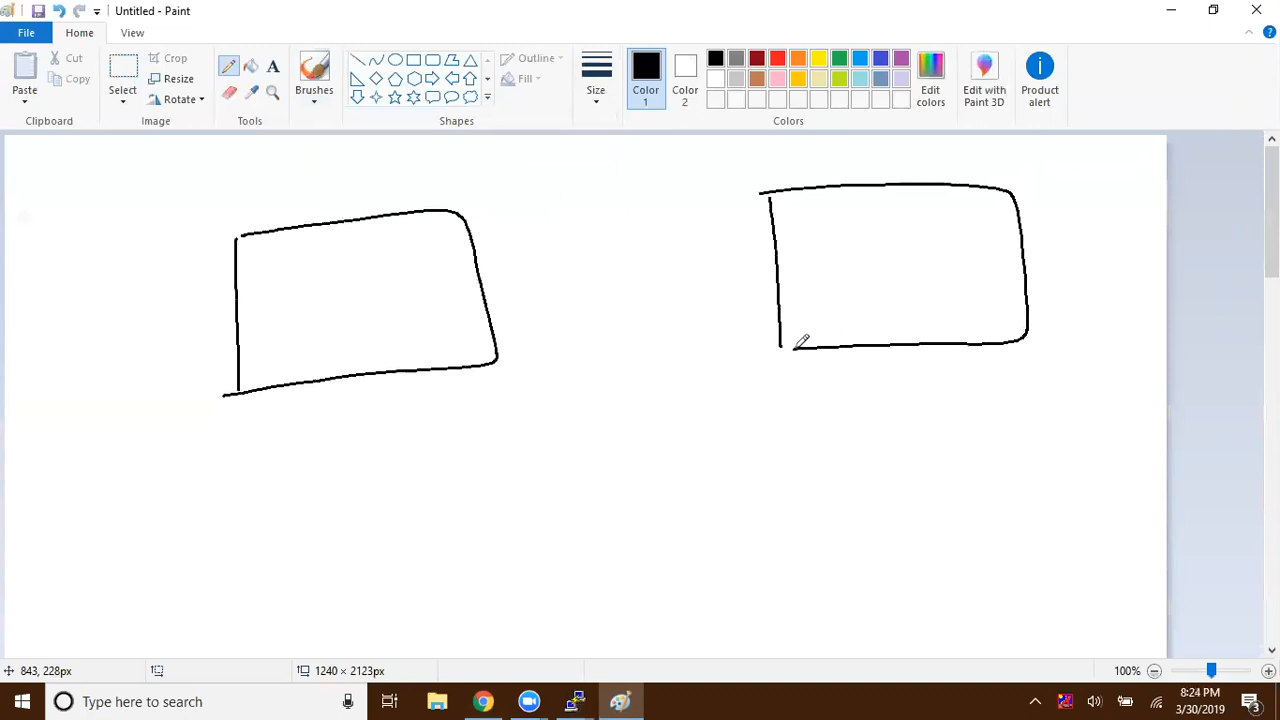 Untitled - Paint
File Home View
Paste
Cut
Copy
Clipboard
Select
Crop
Resize
Rotate
Image
A
Tools
Brushes
Outline
Fill
Shapes
Size
Color 1
Color 2
Edit colors
Colors
Edit with Paint 3D
Product alert
843, 228px
1240 × 2123px
100%
Type here to search
8:24 PM
3/30/2019
3